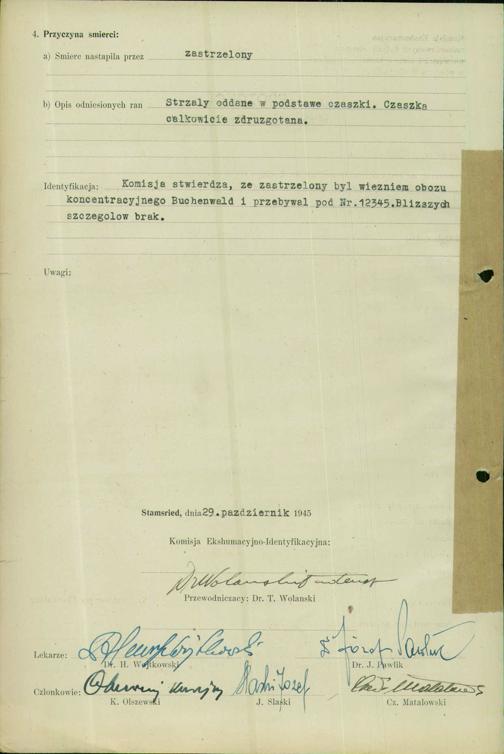 4. Przyczyna smierci:
a) Smierc nastapila przez zastrzelony
b) Opis odniesionych ran Strzaly oddane w podstawe czaszki. Czaszka
calkowicie zdruzgotana.
Identyfikacja: Komisja stwierdza, ze zastrzelony byl wiezniem obozu
koncentracyjnego Buchenwald i przebywal pod Nr.12345.Blizszych
szczegolow brak.
Uwagi:
Stamsried, dnia 29.pazdziernik 1945
Komisja Ekshumacyjno-Identyfikacyjna:
Przewodniczacy: Dr. T. Wolanski
Lekarze:
Dr. H. Wojtkowski Dr. J. Pawlik
Czlonkowie:
K. Olszewski J. Slaski Cz. Matalowski